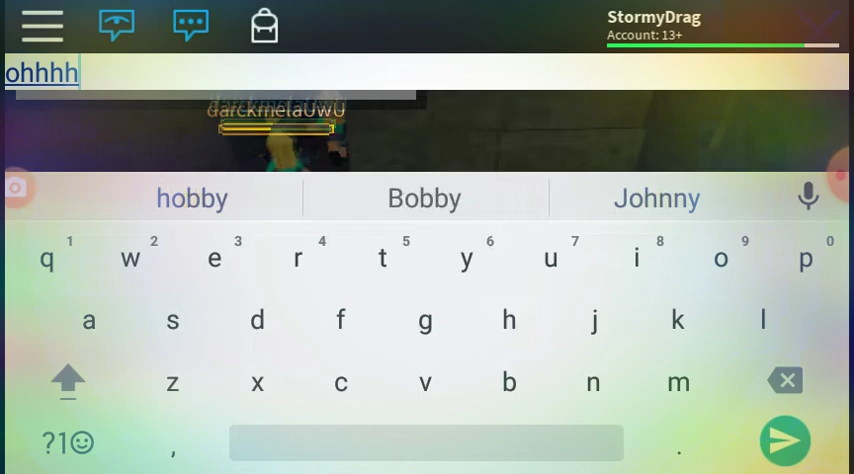 StormyDrag
Account: 13+
ohhhh
darckmelaUwU
hobby Bobby Johnny
1 2 3 4 5 6 7 8 9 0
q w e r t y u i o p
a s d f g h j k l
z x c v b n m
?1☺ , .